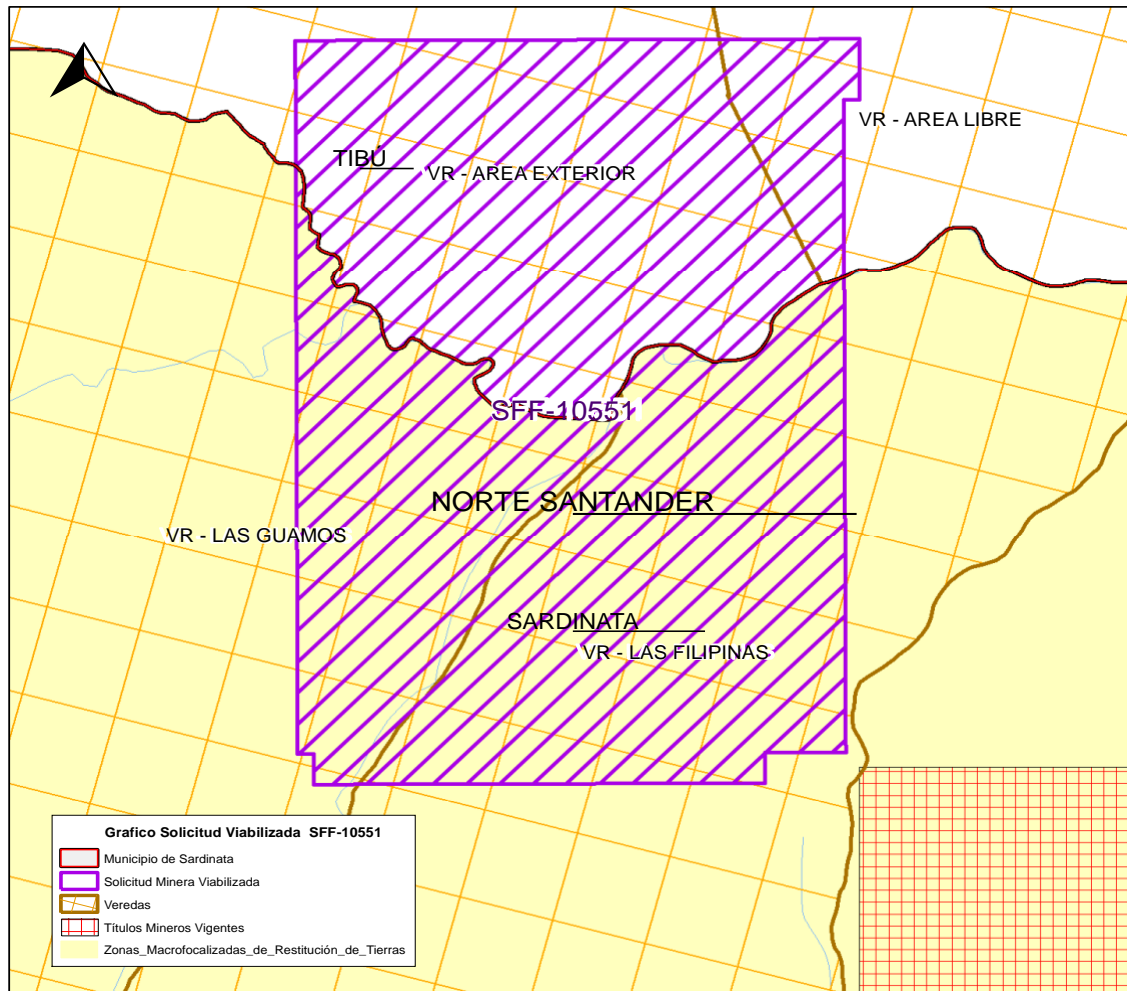 VR - AREA LIBRE
TIBÚ
VR - AREA EXTERIOR
SFF-10551
NORTE SANTANDER
VR - LAS GUAMOS
SARDINATA
VR - LAS FILIPINAS
Grafico Solicitud Viabilizada SFF-10551
Municipio de Sardinata
Solicitud Minera Viabilizada
Veredas
Títulos Mineros Vigentes
Zonas_Macrofocalizadas_de_Restitución_de_Tierras